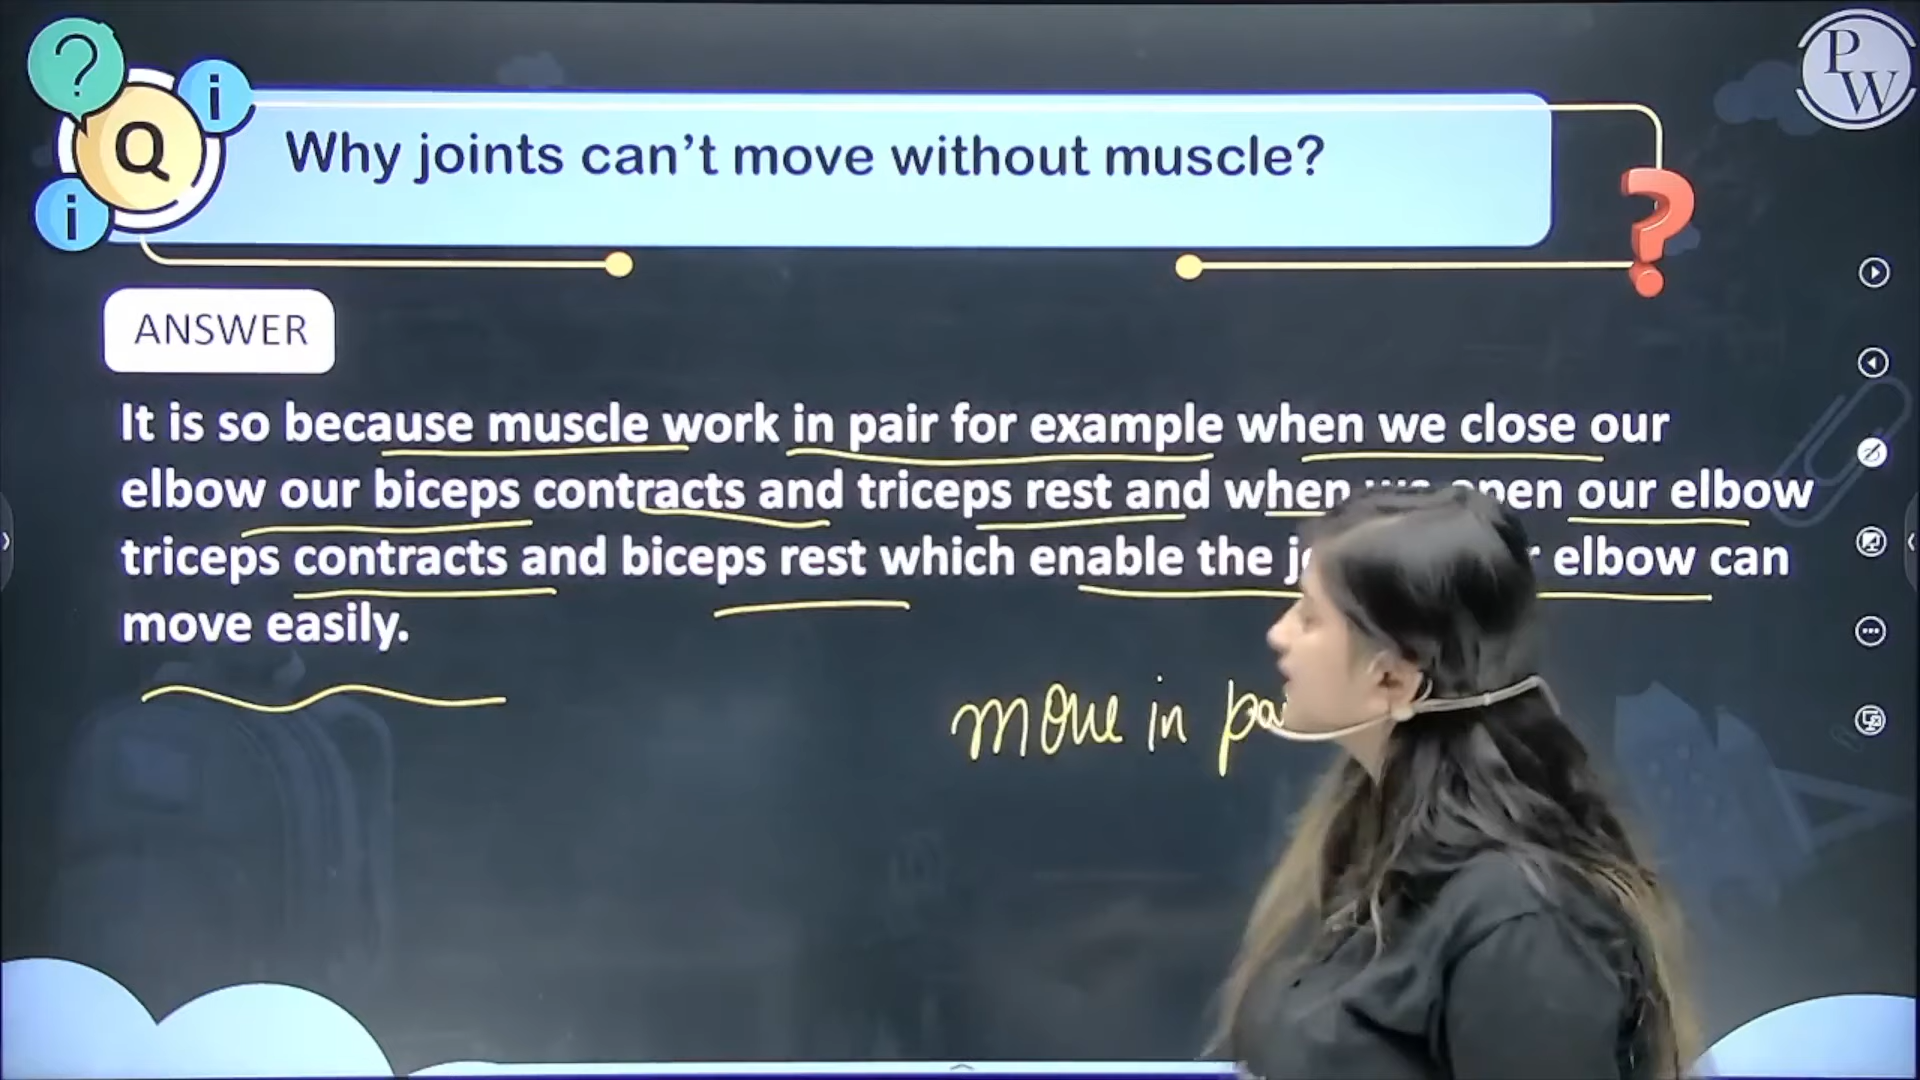 PW
?
i
Q
i
Why joints can't move without muscle?
?
ANSWER
It is so because muscle work in pair for example when we close our
elbow our biceps contracts and triceps rest and when open our elbow
triceps contracts and biceps rest which enable the elbow can
move easily.
move in